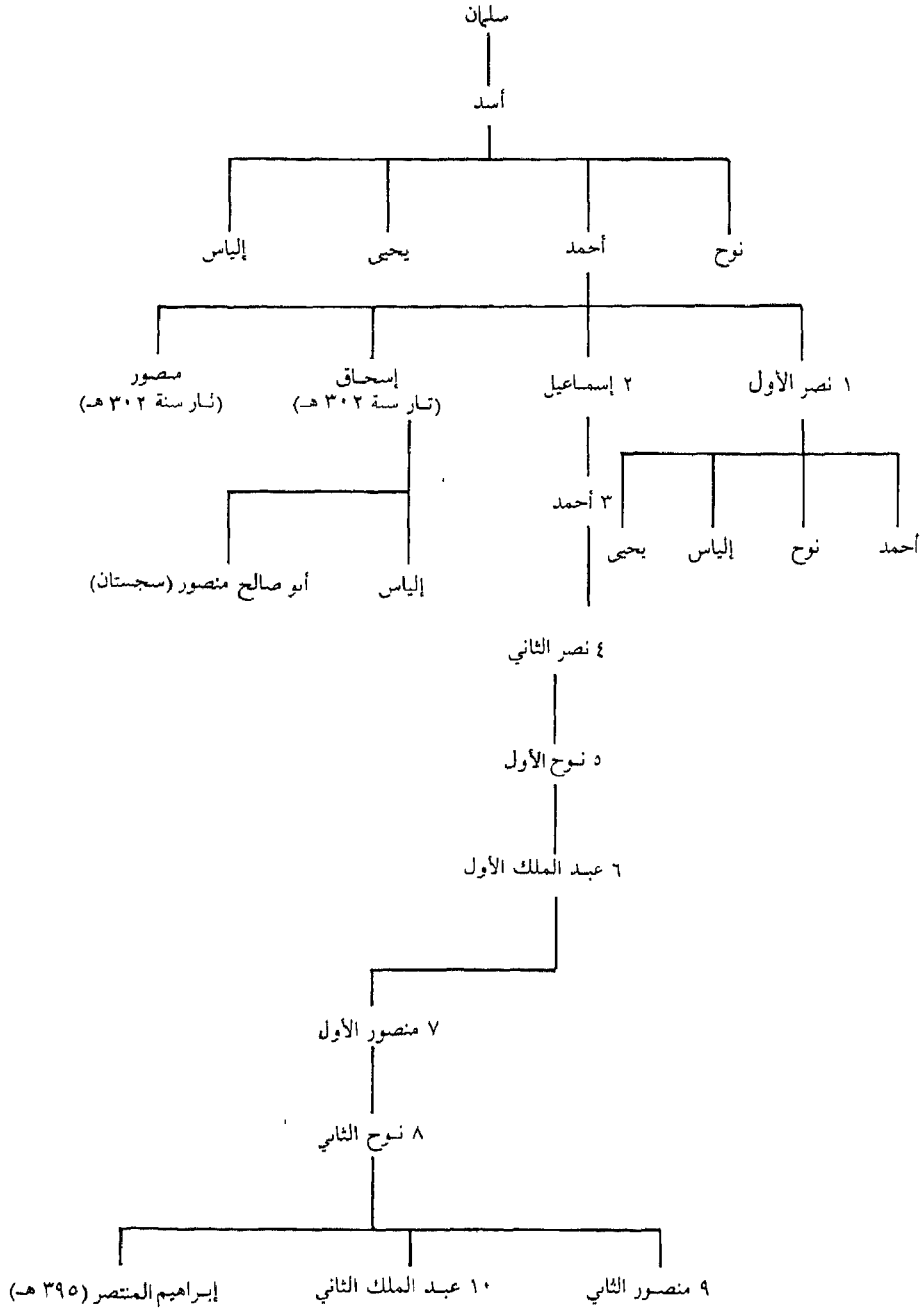 سليمان
أسد
نوح
أحمد
يحيى
إلياس
١ نصر الأول
٢ إسماعيل
إسحاق
(ثار سنة ٣٠٢ هـ)
منصور
(ثار سنة ٣٠٢ هـ)
أحمد
نوح
إلياس
يحيى
٣ أحمد
إلياس
أبو صالح منصور (سجستان)
٤ نصر الثاني
٥ نوح الأول
٦ عبد الملك الأول
٧ منصور الأول
٨ نوح الثاني
٩ منصور الثاني
١٠ عبد الملك الثاني
إبراهيم المنتصر (٣٩٥ هـ)